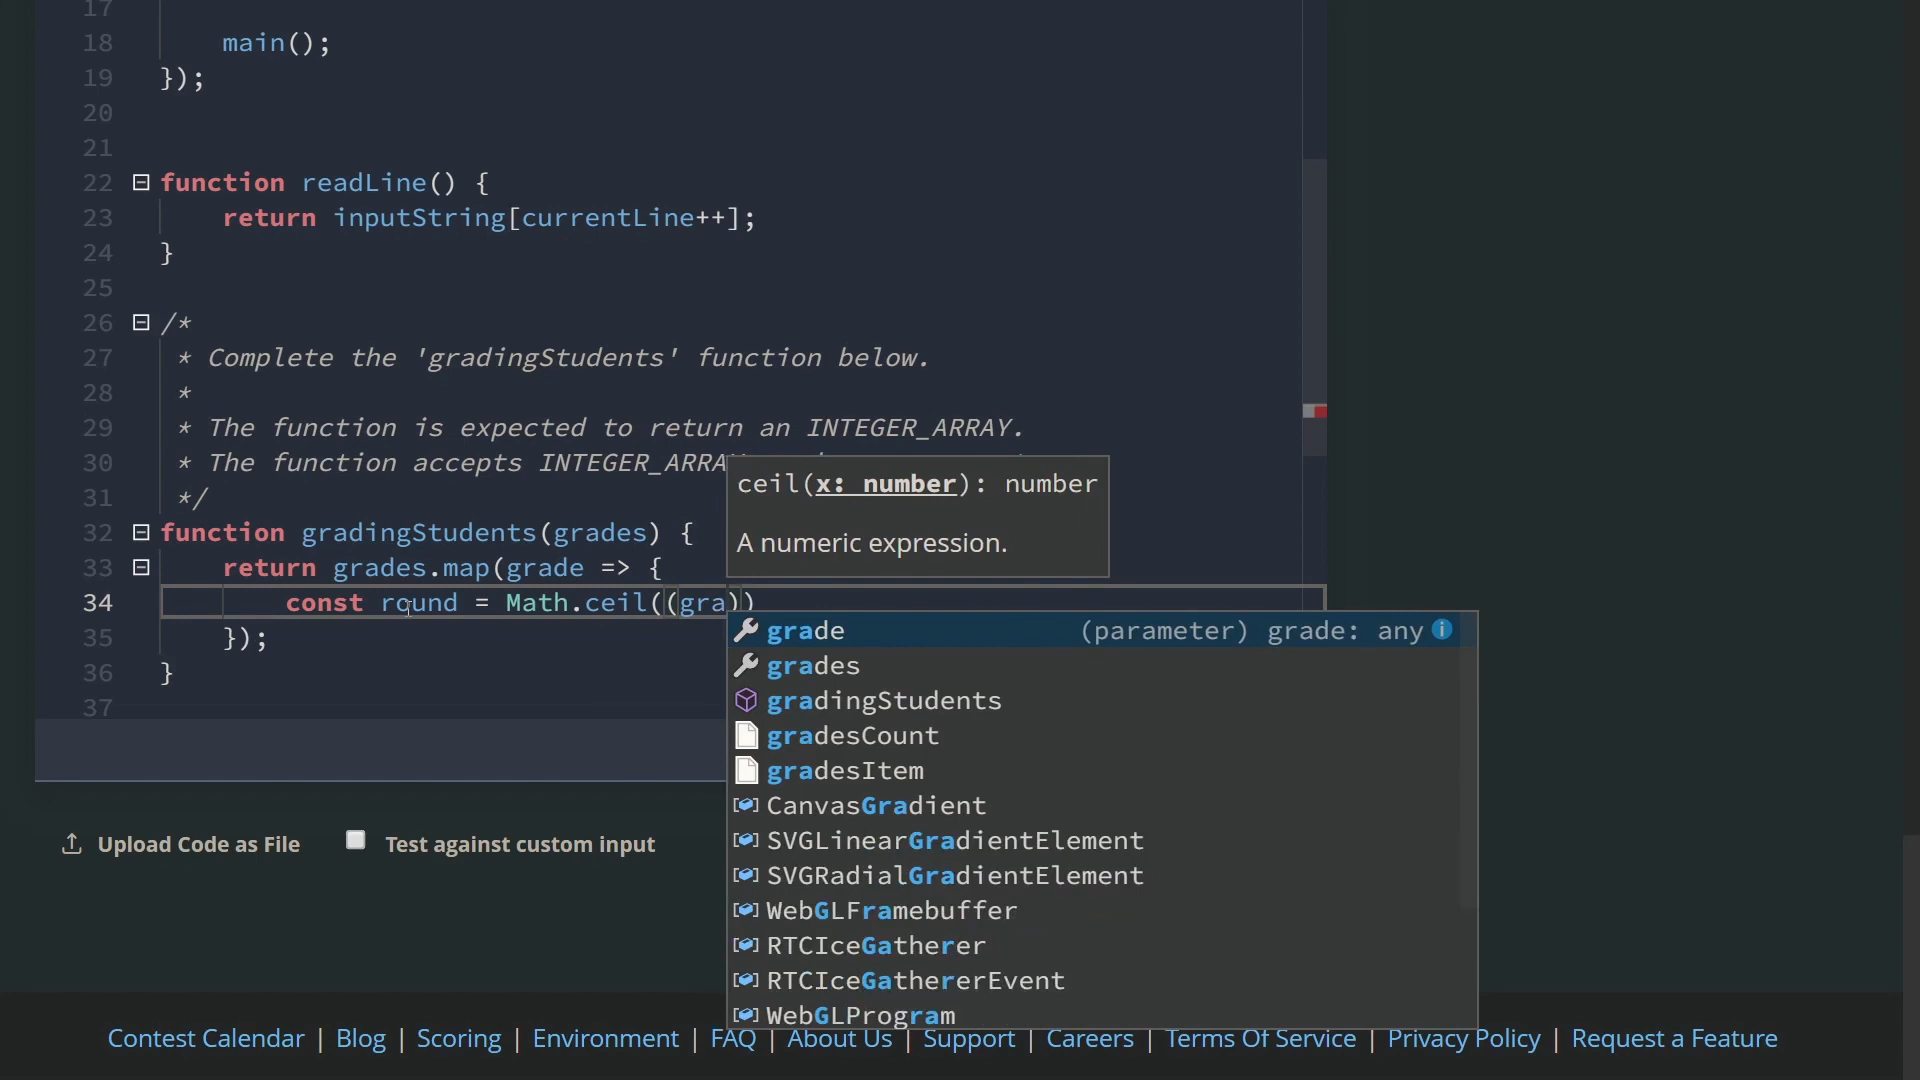 17
18 main();
19 });
20
21
22 function readLine() {
23 return inputString[currentLine++];
24 }
25
26 /*
27 * Complete the 'gradingStudents' function below.
28 *
29 * The function is expected to return an INTEGER_ARRAY.
30 * The function accepts INTEGER_ARRA
31 */
ceil(x: number): number
A numeric expression.
32 function gradingStudents(grades) {
33 return grades.map(grade => {
34 const round = Math.ceil((gra))
35 });
36 }
37
grade (parameter) grade: any
grades
gradingStudents
gradesCount
gradesItem
CanvasGradient
SVGLinearGradientElement
SVGRadialGradientElement
WebGLFramebuffer
RTCIceGatherer
RTCIceGathererEvent
WebGLProgram
Upload Code as File Test against custom input
Contest Calendar | Blog | Scoring | Environment | FAQ | About Us | Support | Careers | Terms Of Service | Privacy Policy | Request a Feature